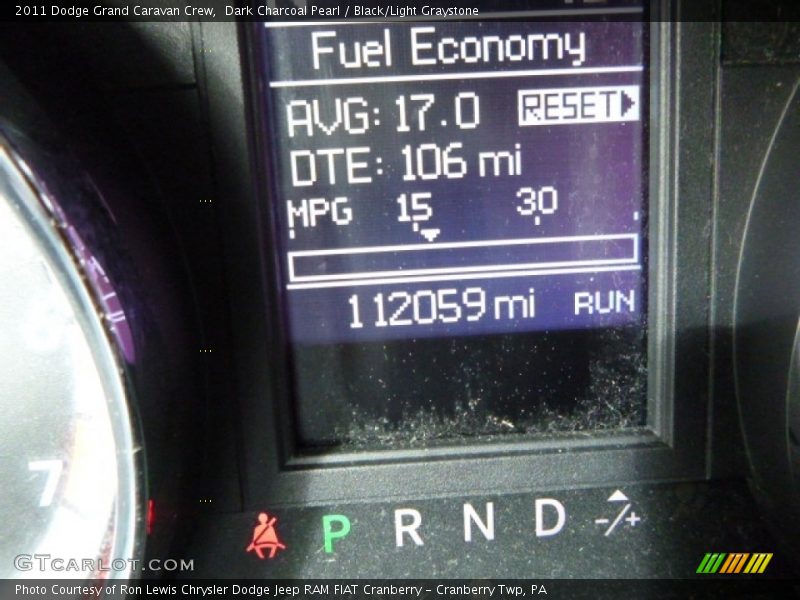 2011 Dodge Grand Caravan Crew, Dark Charcoal Pearl / Black/Light Graystone
Fuel Economy
AVG: 17.0 RESET
DTE: 106 mi
MPG 15 30
112059 mi RUN
7
P R N D -/+
GTCARLOT.COM
Photo Courtesy of Ron Lewis Chrysler Dodge Jeep RAM FIAT Cranberry – Cranberry Twp, PA